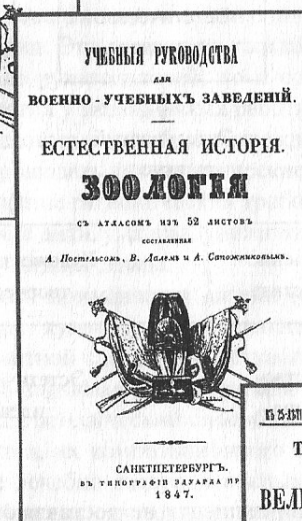 УЧЕБНЫЯ РУКОВОДСТВА
для
ВОЕННО-УЧЕБНЫХЪ ЗАВЕДЕНІЙ.
ЕСТЕСТВЕННАЯ ИСТОРІЯ.
ЗООЛОГІЯ
СЪ АТЛАСОМЪ ИЗЪ 52 ЛИСТОВЪ
СОСТАВЛЕННАЯ
А. Постельсомъ, В. Далемъ и А. Сапожниковымъ.
САНКТПЕТЕРБУРГЪ.
ВЪ ТИПОГРАФІИ ЭДУАРДА ПР
1847.
ВЕЛ